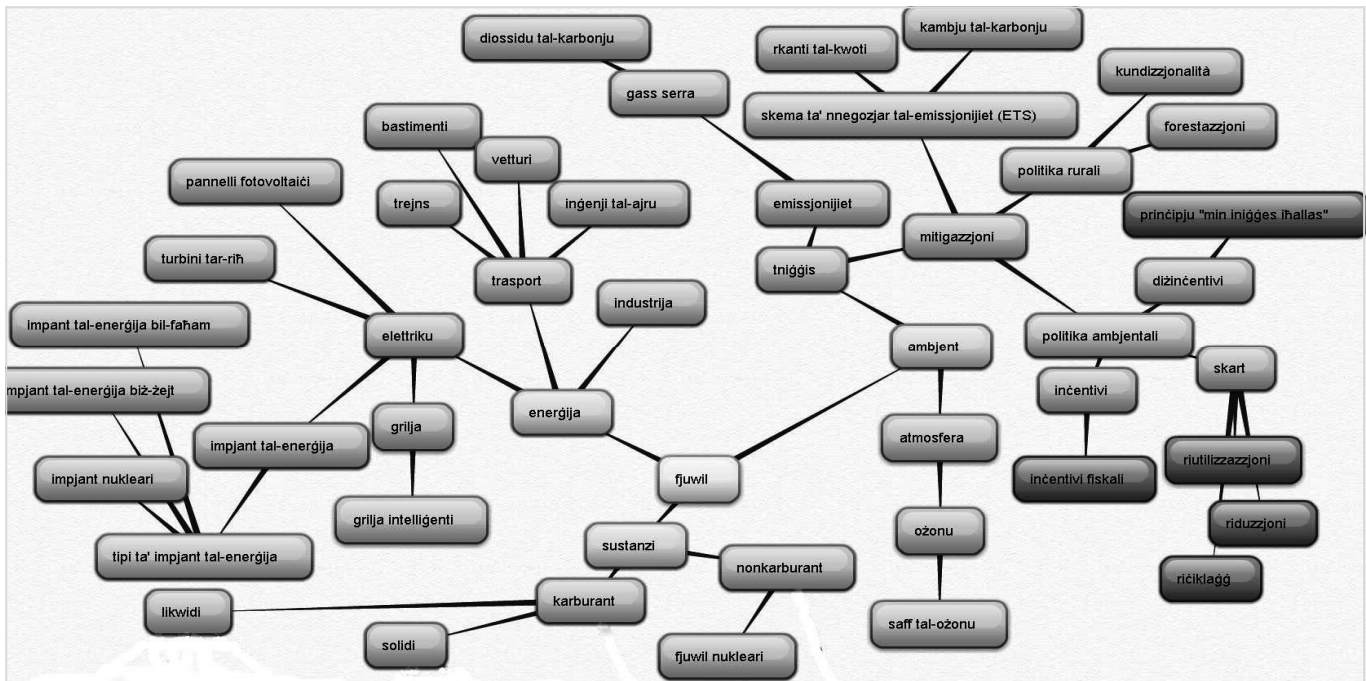 diossidu tal-karbonju
rkanti tal-kwoti
kambju tal-karbonju
gass serra
kundizzjonalità
skema ta' nnegozjar tal-emissjonijiet (ETS)
bastimenti
forestazzjoni
vetturi
politika rurali
pannelli fotovoltaiċi
trejns
inġenji tal-ajru
emissjonijiet
prinċipju "min iniġġes iħallas"
mitigazzjoni
turbini tar-riħ
trasport
tniġġis
diżinċentivi
industrija
impant tal-enerġija bil-faħam
elettriku
ambjent
politika ambjentali
skart
mpjant tal-enerġija biż-żejt
inċentivi
enerġija
grilja
impjant tal-enerġija
atmosfera
riutilizzazzjoni
impjant nukleari
fjuwil
inċentivi fiskali
grilja intelliġenti
riduzzjoni
ożonu
sustanzi
tipi ta' impjant tal-enerġija
nonkarburant
riċiklaġġ
karburant
likwidi
saff tal-ożonu
solidi
fjuwil nukleari